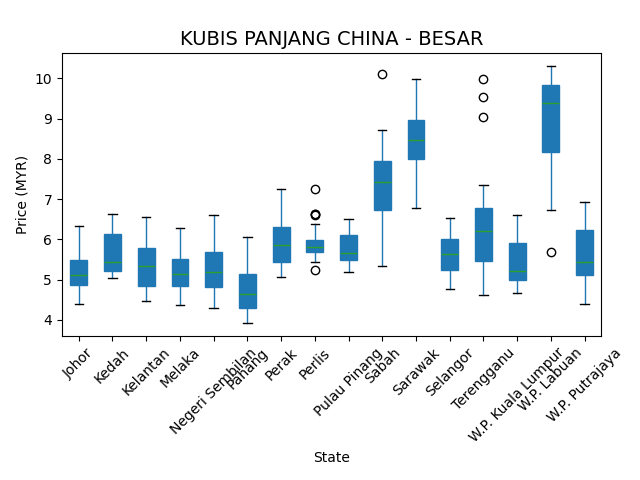 KUBIS PANJANG CHINA - BESAR
10
9
8
7
6
5
4
Price (MYR)
Johor
Kedah
Kelantan
Melaka
Negeri Sembilan
Pahang
Perak
Perlis
Pulau Pinang
Sabah
Sarawak
Selangor
Terengganu
W.P. Kuala Lumpur
W.P. Labuan
W.P. Putrajaya
State